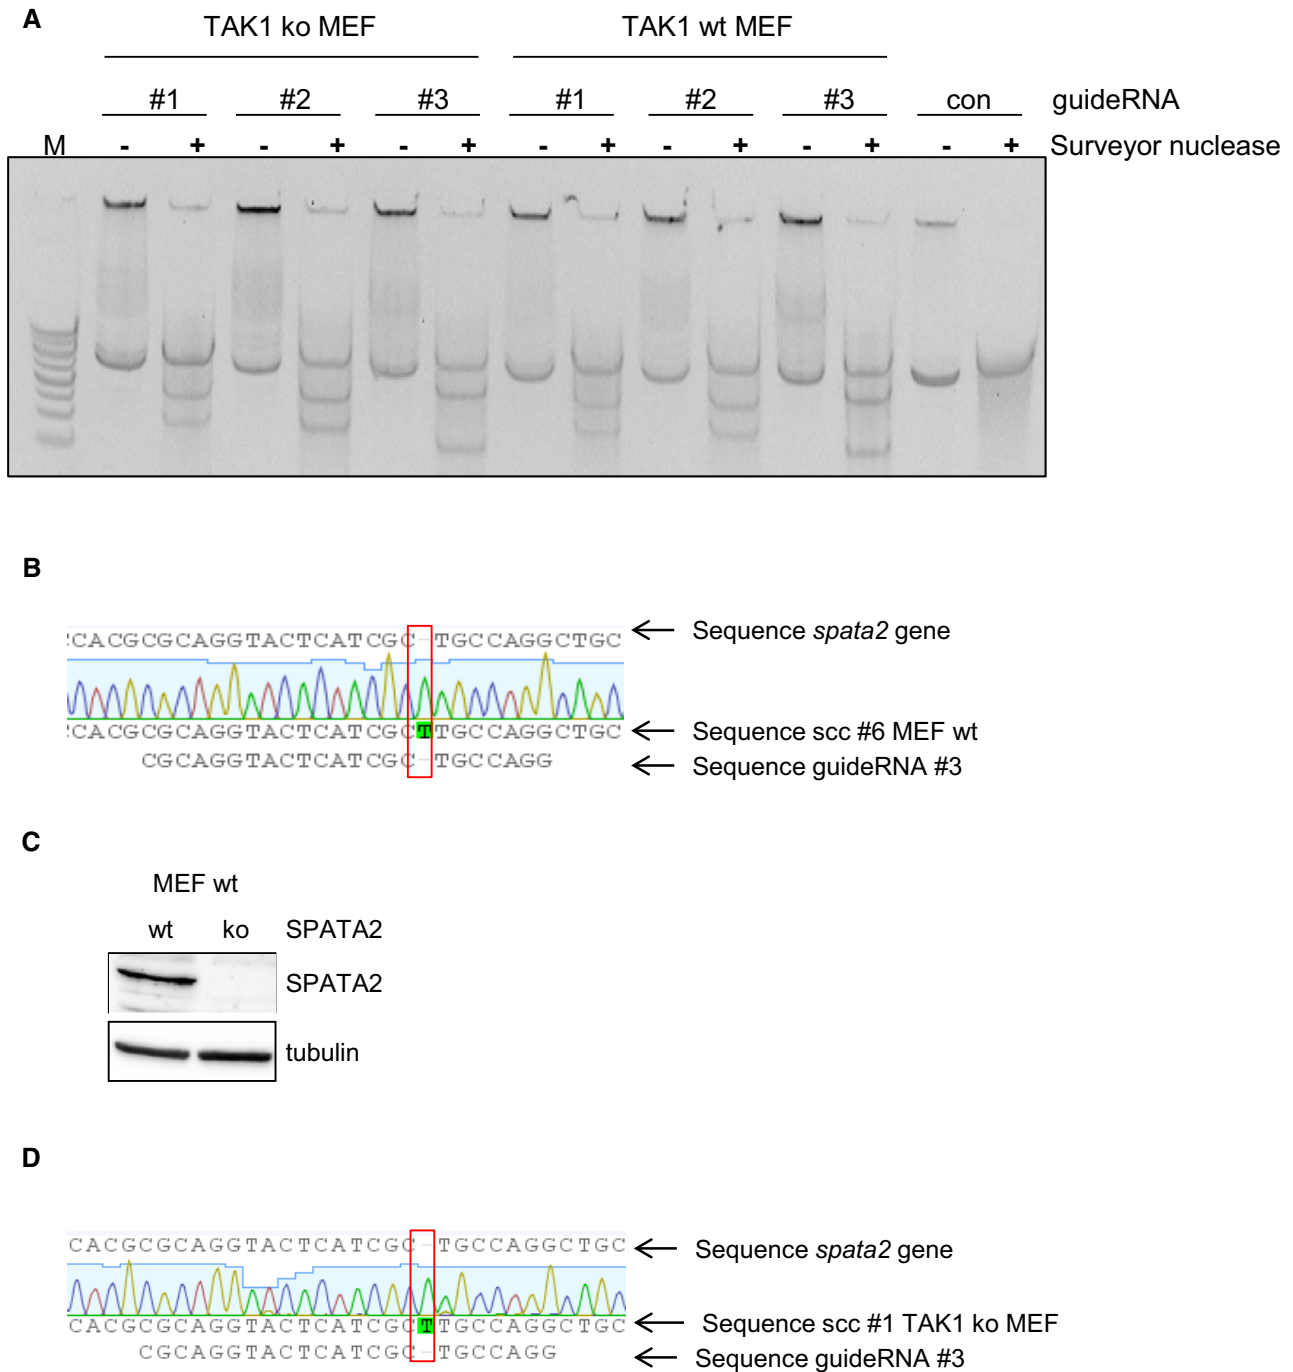 A
TAK1 ko MEF TAK1 wt MEF
#1 #2 #3 #1 #2 #3 con guideRNA
M - + - + - + - + - + - + - + Surveyor nuclease
B
CCACGCGCAGGTACTCATCGC-TGCCAGGCTGC Sequence spata2 gene
CCACGCGCAGGTACTCATCGCTTGCCAGGCTGC Sequence scc #6 MEF wt
CGCAGGTACTCATCGC-TGCCAGG Sequence guideRNA #3
C
MEF wt
wt ko SPATA2
SPATA2
tubulin
D
CACGCGCAGGTACTCATCGC-TGCCAGGCTGC Sequence spata2 gene
CACGCGCAGGTACTCATCGCTTGCCAGGCTGC Sequence scc #1 TAK1 ko MEF
CGCAGGTACTCATCGC-TGCCAGG Sequence guideRNA #3